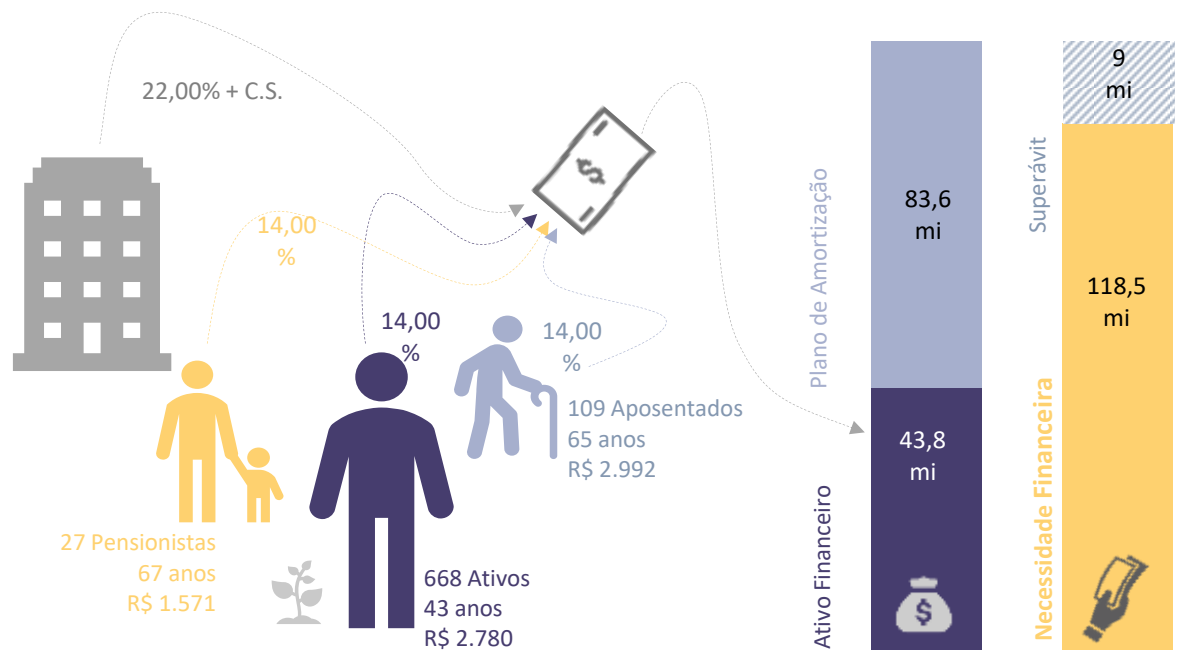 22,00% + C.S.
14,00
%
14,00
%
14,00
%
109 Aposentados
65 anos
R$ 2.992
27 Pensionistas
67 anos
R$ 1.571
668 Ativos
43 anos
R$ 2.780
Plano de Amortização
Ativo Financeiro
83,6
mi
43,8
mi
$
$
Superávit
Necessidade Financeira
9
mi
118,5
mi